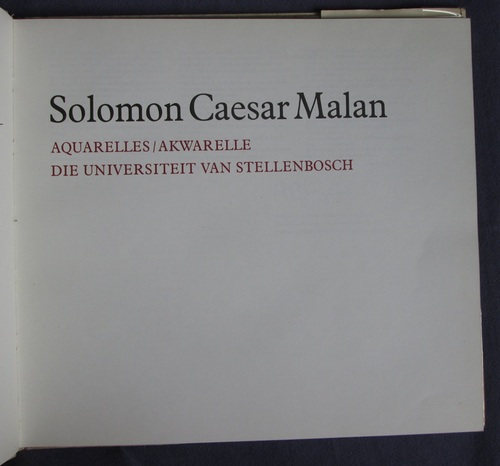 Solomon Caesar Malan
AQUARELLES/AKWARELLE
DIE UNIVERSITEIT VAN STELLENBOSCH